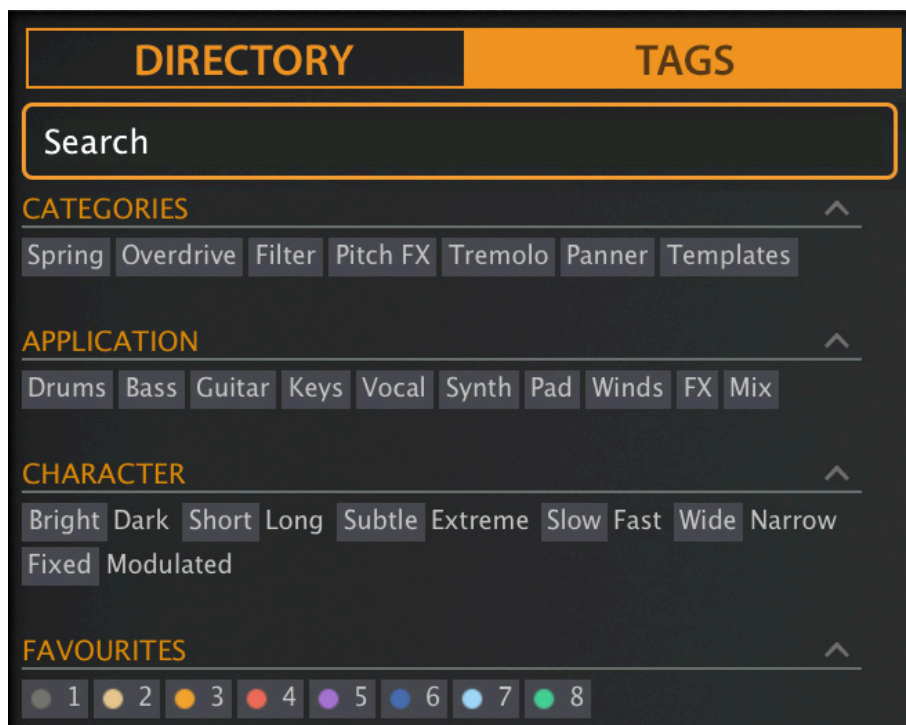 DIRECTORY TAGS
Search
CATEGORIES
Spring Overdrive Filter Pitch FX Tremolo Panner Templates
APPLICATION
Drums Bass Guitar Keys Vocal Synth Pad Winds FX Mix
CHARACTER
Bright Dark Short Long Subtle Extreme Slow Fast Wide Narrow
Fixed Modulated
FAVOURITES
1 2 3 4 5 6 7 8